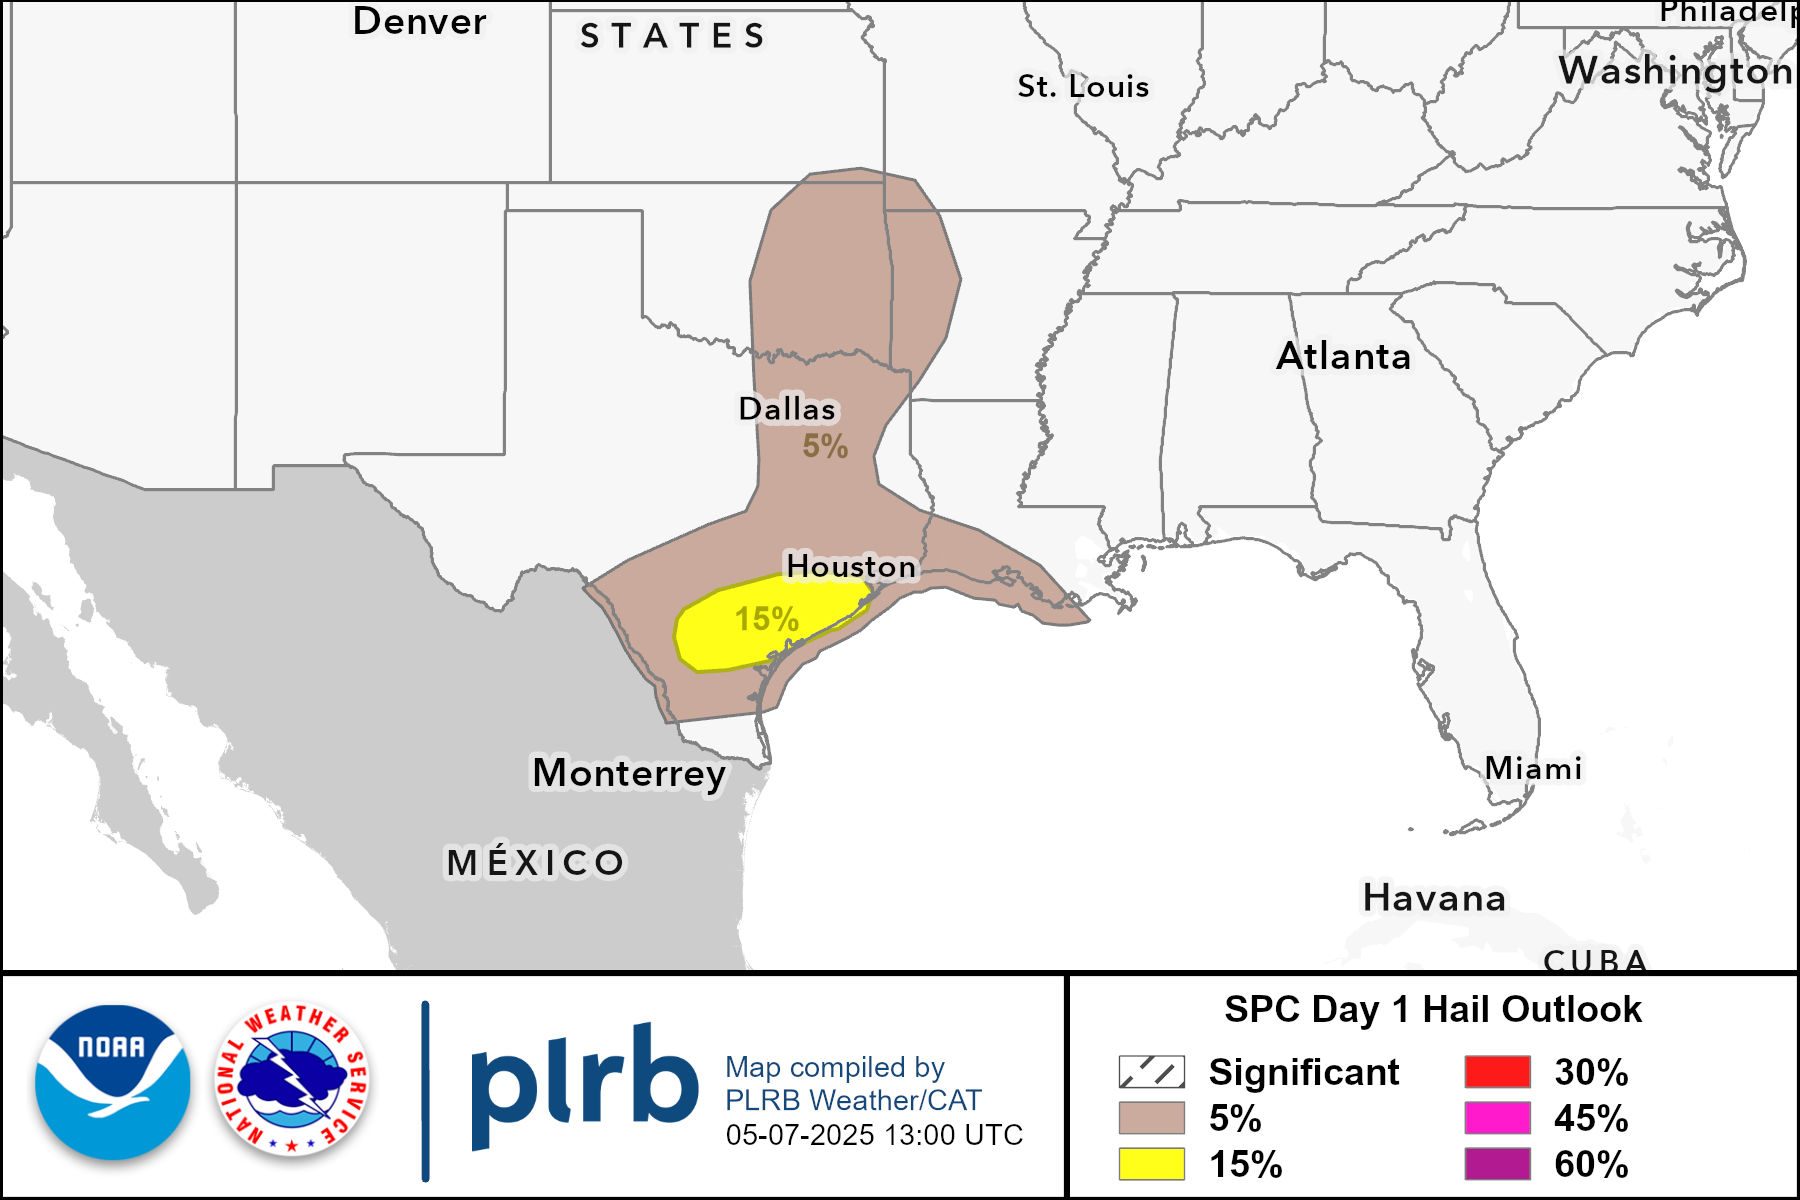 Denver
STATES
Philadelp
St. Louis
Washington
Dallas
5%
Atlanta
Houston
15%
Monterrey
Miami
MÉXICO
Havana
CUBA
NOAA
NATIONAL WEATHER SERVICE
plrb
Map compiled by
PLRB Weather/CAT
05-07-2025 13:00 UTC
SPC Day 1 Hail Outlook
Significant
5%
15%
30%
45%
60%